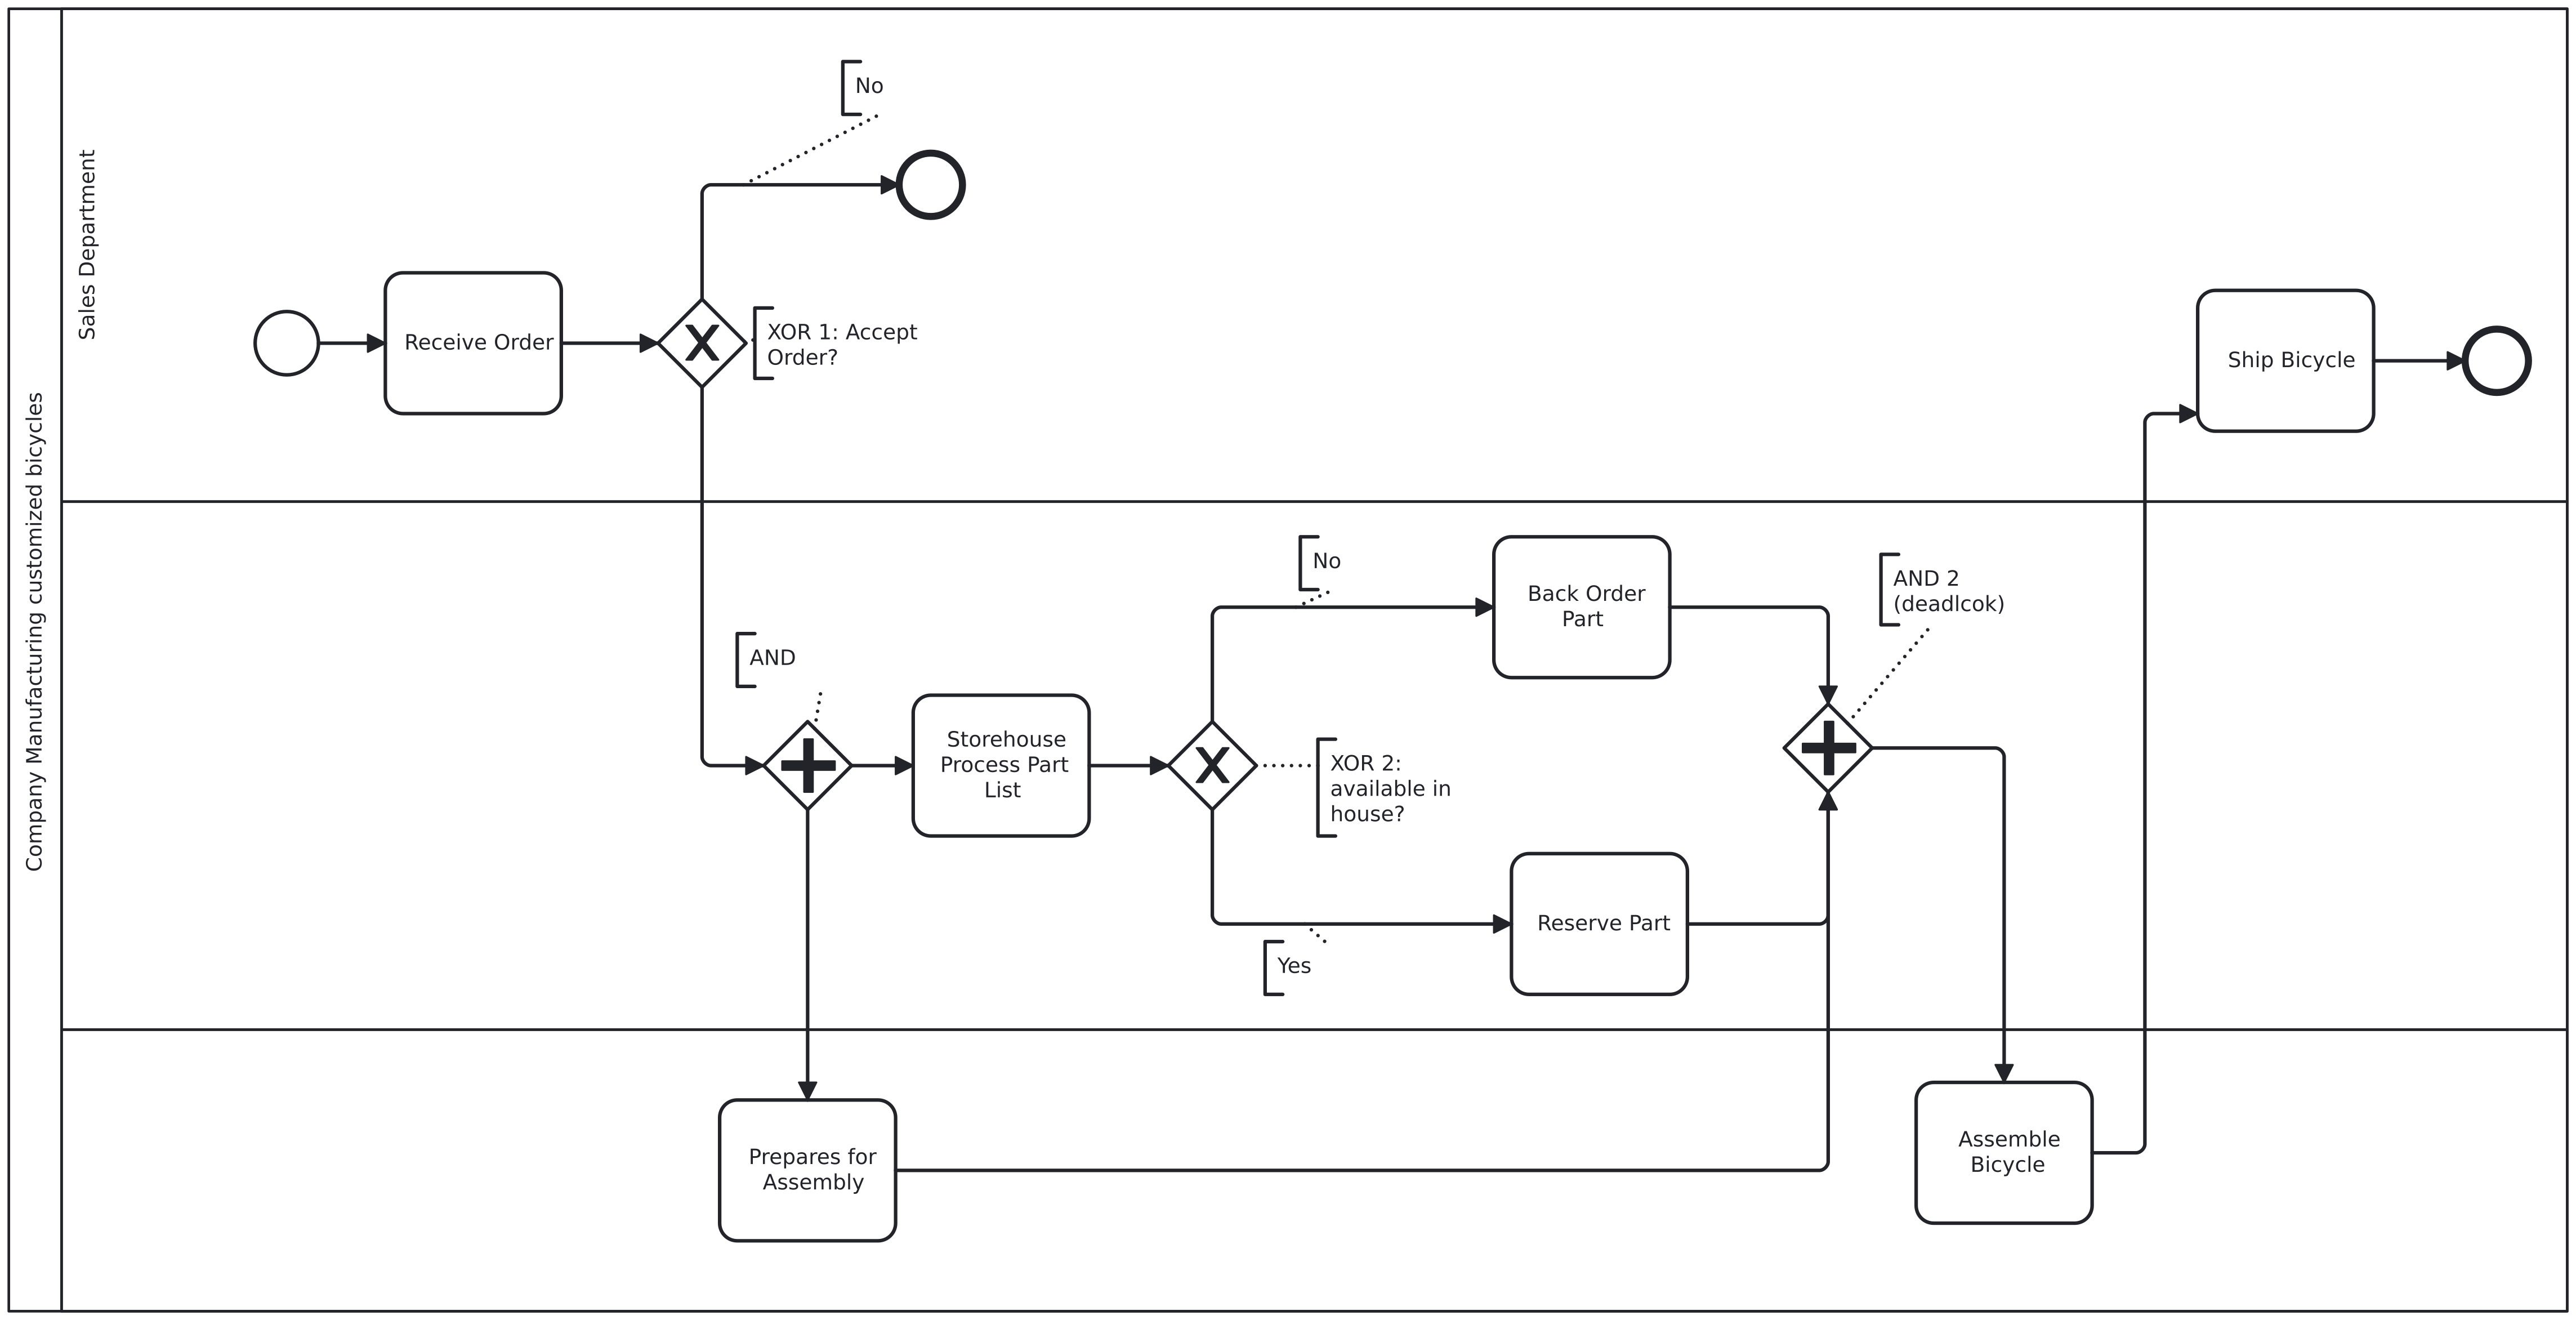 Company Manufacturing customized bicycles
Sales Department
No
Receive Order
XOR 1: Accept
Order?
Ship Bicycle
No
Back Order
Part
AND 2
(deadlcok)
AND
Storehouse
Process Part
List
XOR 2:
available in
house?
Reserve Part
Yes
Prepares for
Assembly
Assemble
Bicycle